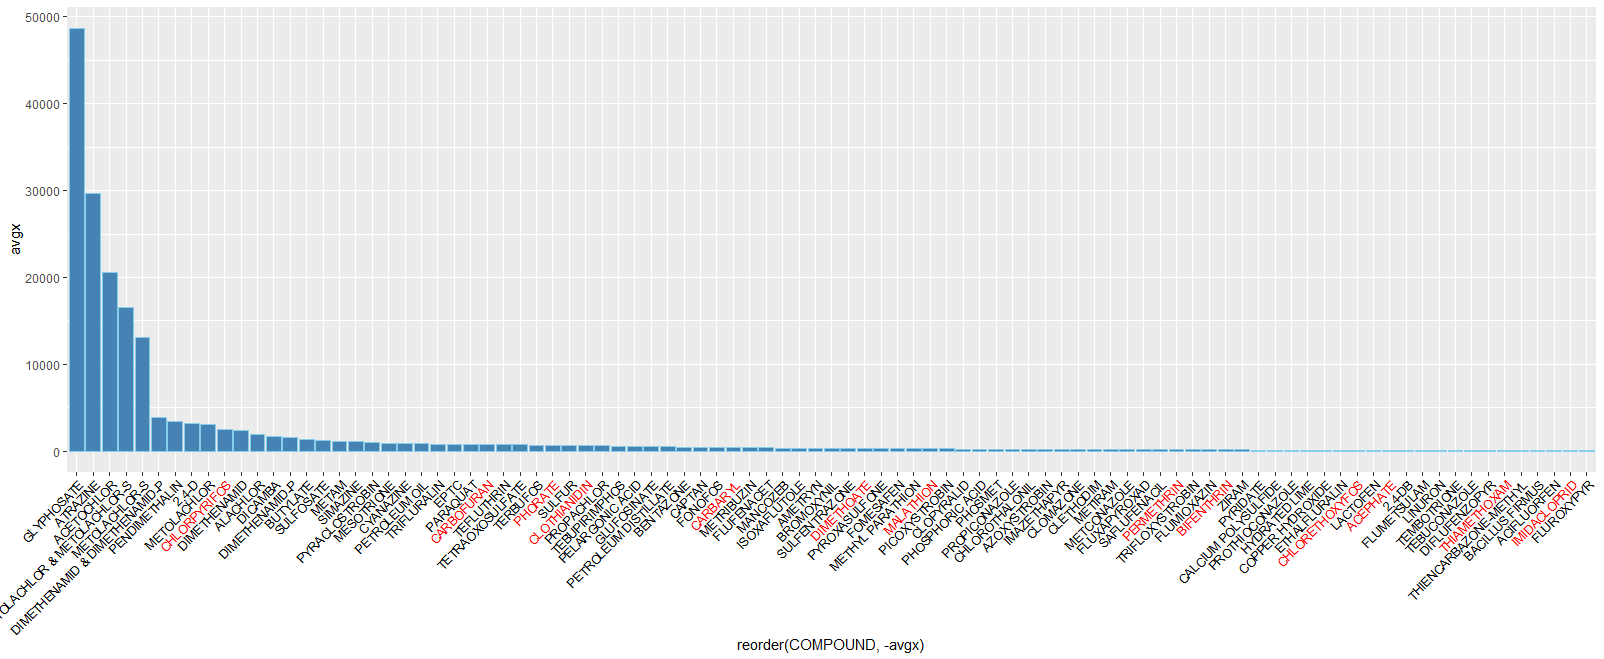 50000
40000
30000
20000
10000
0
avgx
GLYPHOSATE
ATRAZINE
ACETOCHLOR
TOLACHLOR & METOLACHLOR-S
METOLACHLOR-S
DIMETHENAMID & DIMETHENAMID-P
PENDIMETHALIN
2,4-D
METOLACHLOR
CHLORPYRIFOS
DIMETHENAMID
ALACHLOR
DICAMBA
DIMETHENAMID-P
BUTYLATE
SULFOSATE
METAM
SIMAZINE
PYRACLOSTROBIN
MESOTRIONE
CYANAZINE
PETROLEUM OIL
TRIFLURALIN
EPTC
PARAQUAT
CARBOFURAN
TEFLUTHRIN
TETRATAOXOSULFATE
TERBUFOS
PHORATE
SULFUR
CLOTHIANIDIN
PROPACHLOR
TEBUPIRIMPHOS
PELARGONIC ACID
GLUFOSINATE
PETROLEUM DISTILLATE
BENTAZONE
CAPTAN
FONOFOS
CARBARYL
METRIBUZIN
FLUFENACET
MANCOZEB
ISOXAFLUTOLE
AMETRYN
BROMOXYNIL
SULFENTRAZONE
DIMETHOATE
PYROXASULFONE
FOMESAFEN
METHYL PARATHION
MALATHION
PICOXYSTROBIN
CLOPYRALID
PHOSPHORIC ACID
PHOSMET
PROPICONAZOLE
CHLOROTHALONIL
AZOXYSTROBIN
IMAZETHAPYR
CLOMAZONE
CLETHODIM
METIRAM
METCONAZOLE
FLUXAPYROXAD
SAFLUFENACIL
PERMETHRIN
TRIFLOXYSTROBIN
FLUMIOXAZIN
BIFENTHRIN
ZIRAM
PYRIDATE
CALCIUM POLYSULFIDE
PROTHIOCONAZOLE
HYDRATED LIME
COPPER HYDROXIDE
ETHALFLURALIN
CHLORETHOXYFOS
LACTOFEN
ACEPHATE
2,4-DB
FLUMETSULAM
LINURON
TEMBOTRIONE
TEBUCONAZOLE
DIFLUFENZOPYR
THIAMETHOXAM
THIENCARBAZONE-METHYL
BACILLUS FIRMUS
ACIFLUORFEN
IMIDACLOPRID
FLUROXYPYR
reorder(COMPOUND, -avgx)